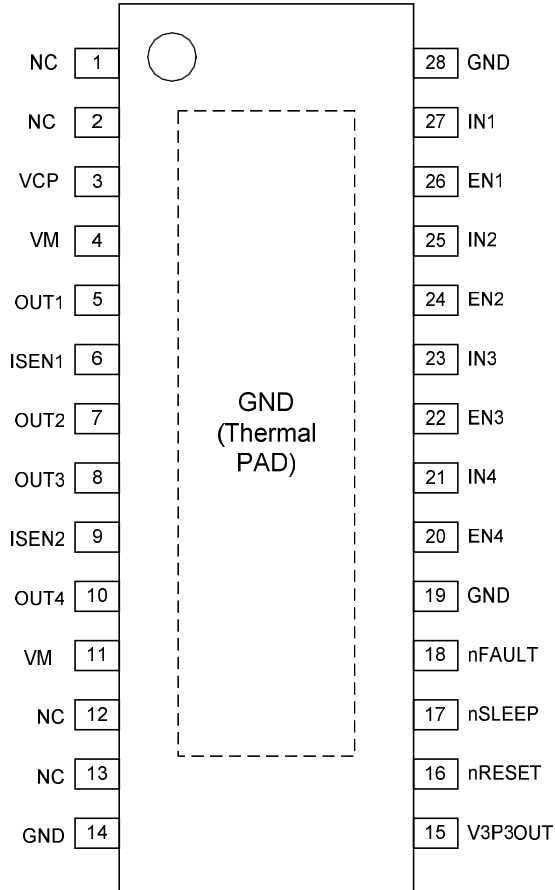 NC 1 28 GND
NC 2 27 IN1
VCP 3 26 EN1
VM 4 25 IN2
OUT1 5 24 EN2
ISEN1 6 23 IN3
OUT2 7 22 EN3
GND
(Thermal
PAD)
OUT3 8 21 IN4
ISEN2 9 20 EN4
OUT4 10 19 GND
VM 11 18 nFAULT
NC 12 17 nSLEEP
NC 13 16 nRESET
GND 14 15 V3P3OUT